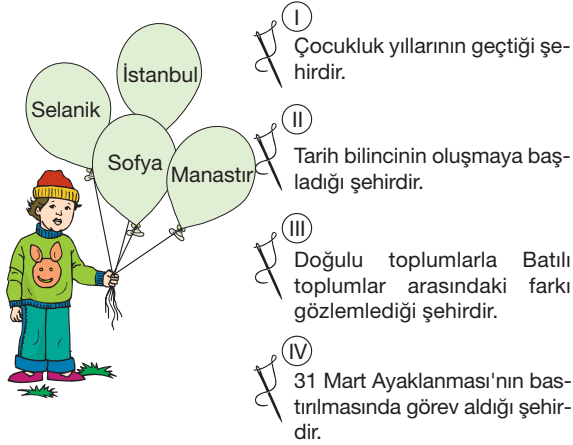 İstanbul
Selanik
Sofya
Manastır
I
Çocukluk yıllarının geçtiği şe-
hirdir.
II
Tarih bilincinin oluşmaya baş-
ladığı şehirdir.
III
Doğulu toplumlarla Batılı
toplumlar arasındaki farkı
gözlemlediği şehirdir.
IV
31 Mart Ayaklanması'nın bas-
tırılmasında görev aldığı şehir-
dir.